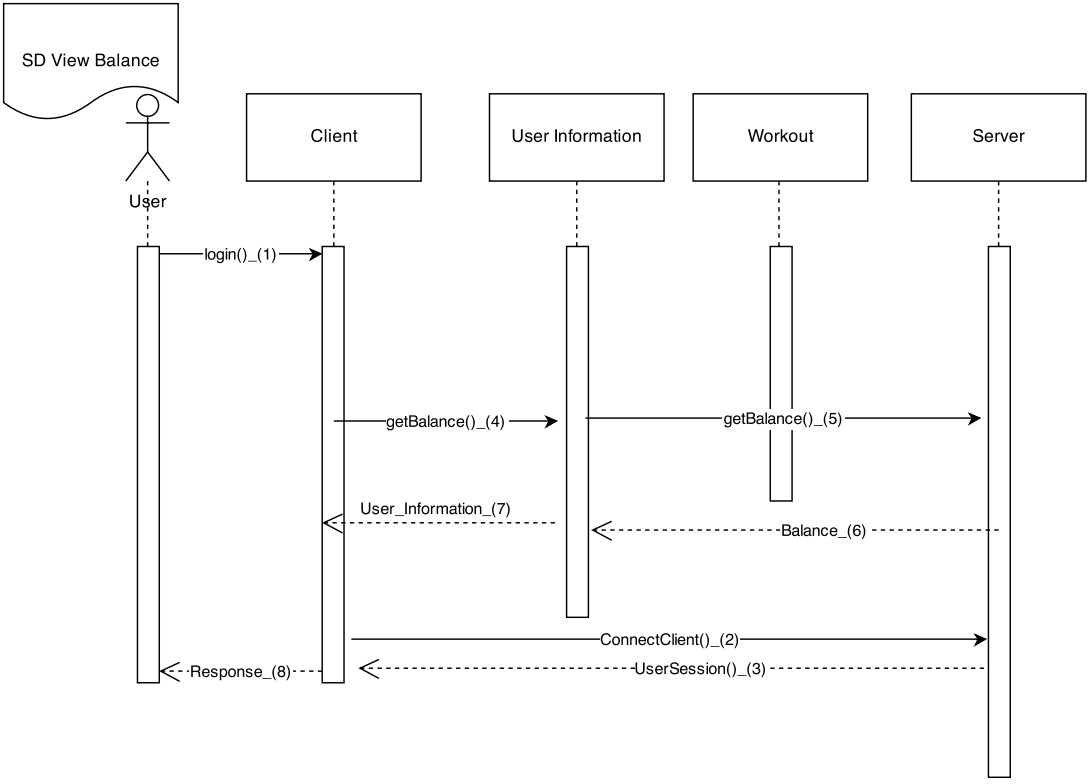 SD View Balance
User
Client
User Information
Workout
Server
login()_(1)
getBalance()_(4)
getBalance()_(5)
User_Information_(7)
Balance_(6)
ConnectClient()_(2)
UserSession()_(3)
Response_(8)